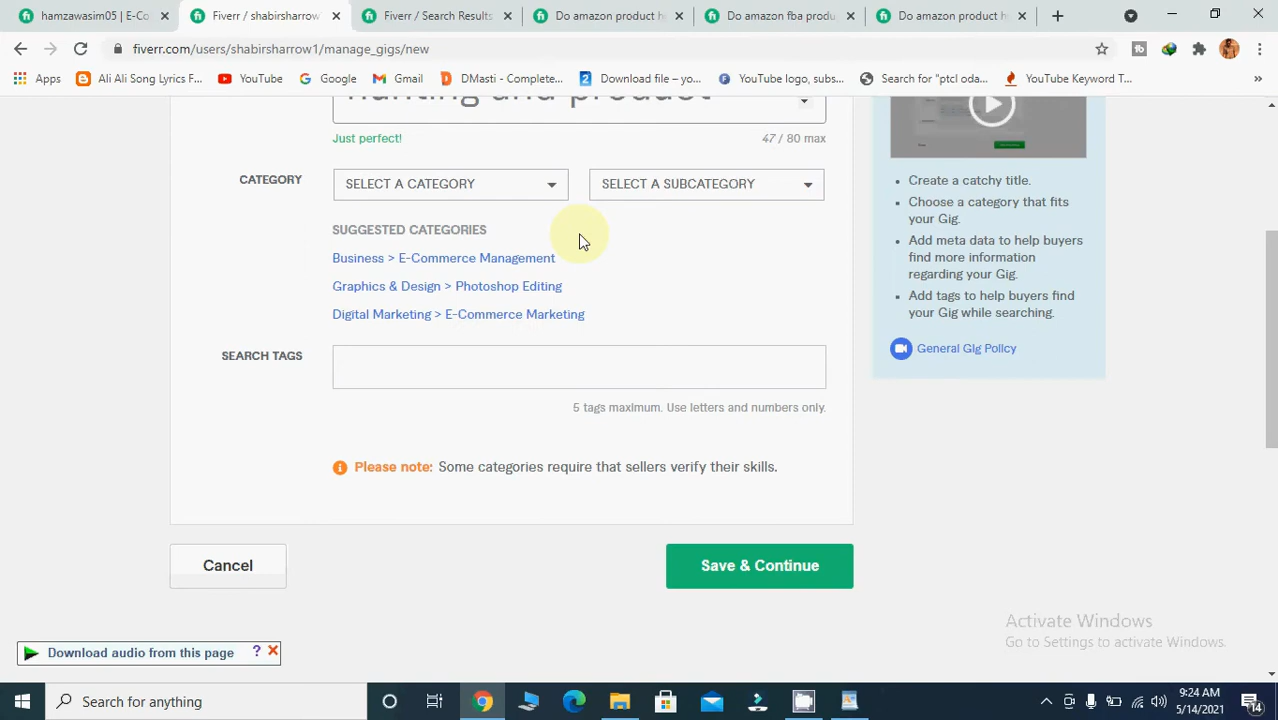 hamzawasim05 | E-Co
Fiverr / shabirsharrow1/
Fiverr / Search Results
Do amazon product h
Do amazon fba produ
Do amazon product h
fiverr.com/users/shabirsharrow1/manage_gigs/new
Apps
Ali Ali Song Lyrics F...
YouTube
Google
Gmail
DMasti - Complete...
Download file – yo...
YouTube logo, subs...
Search for "ptcl oda...
YouTube Keyword T...
hunting and product
Just perfect!
47 / 80 max
CATEGORY
SELECT A CATEGORY
SELECT A SUBCATEGORY
SUGGESTED CATEGORIES
Business > E-Commerce Management
Graphics & Design > Photoshop Editing
Digital Marketing > E-Commerce Marketing
SEARCH TAGS
5 tags maximum. Use letters and numbers only.
Please note: Some categories require that sellers verify their skills.
Cancel
Save & Continue
Create a catchy title.
Choose a category that fits
your Gig.
Add meta data to help buyers
find more information
regarding your Gig.
Add tags to help buyers find
your Gig while searching.
General Gig Policy
Activate Windows
Go to Settings to activate Windows.
Download audio from this page
?
Search for anything
9:24 AM
5/14/2021
14